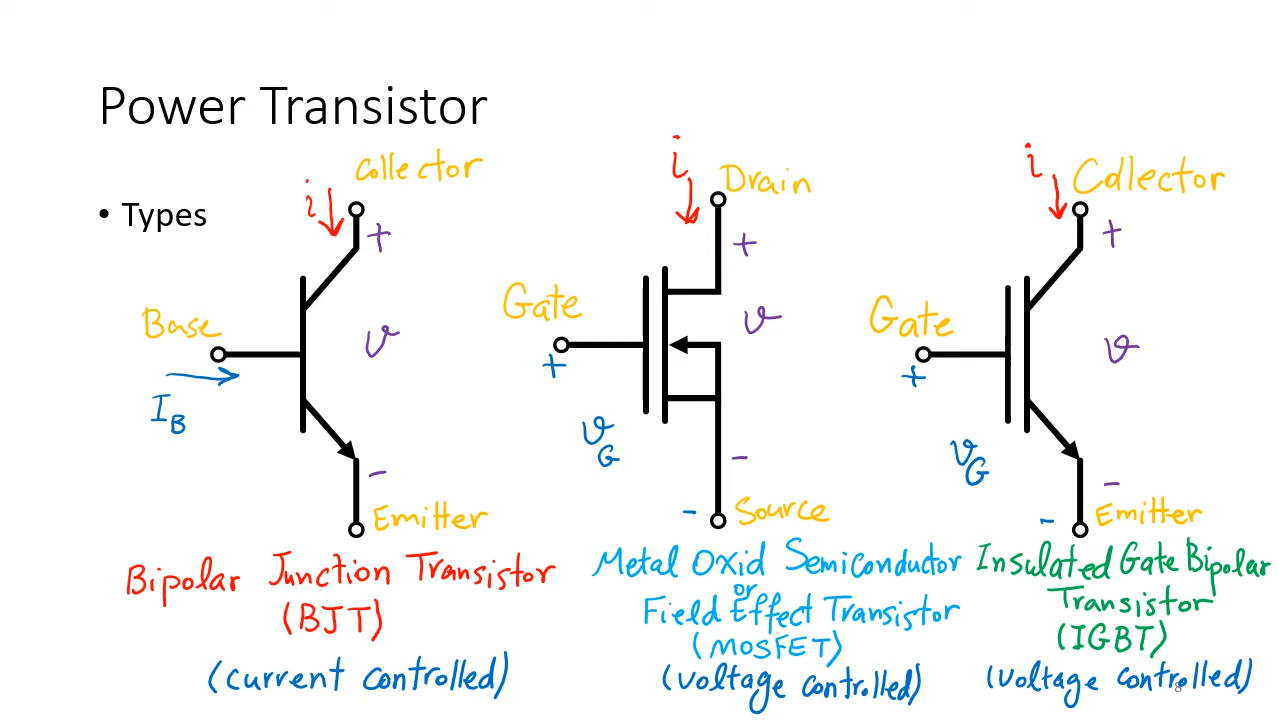 Power Transistor
• Types
i
Collector
+
Base
v
I_B
-
Emitter
Bipolar Junction Transistor
(BJT)
(current controlled)
i
Drain
+
Gate
v
+
v_G
-
-
Source
Metal Oxid Semiconductor
or
Field Effect Transistor
(MOSFET)
(voltage controlled)
i
Collector
+
Gate
v
+
v_G
-
-
Emitter
Insulated Gate Bipolar
Transistor
(IGBT)
(voltage controlled)
8